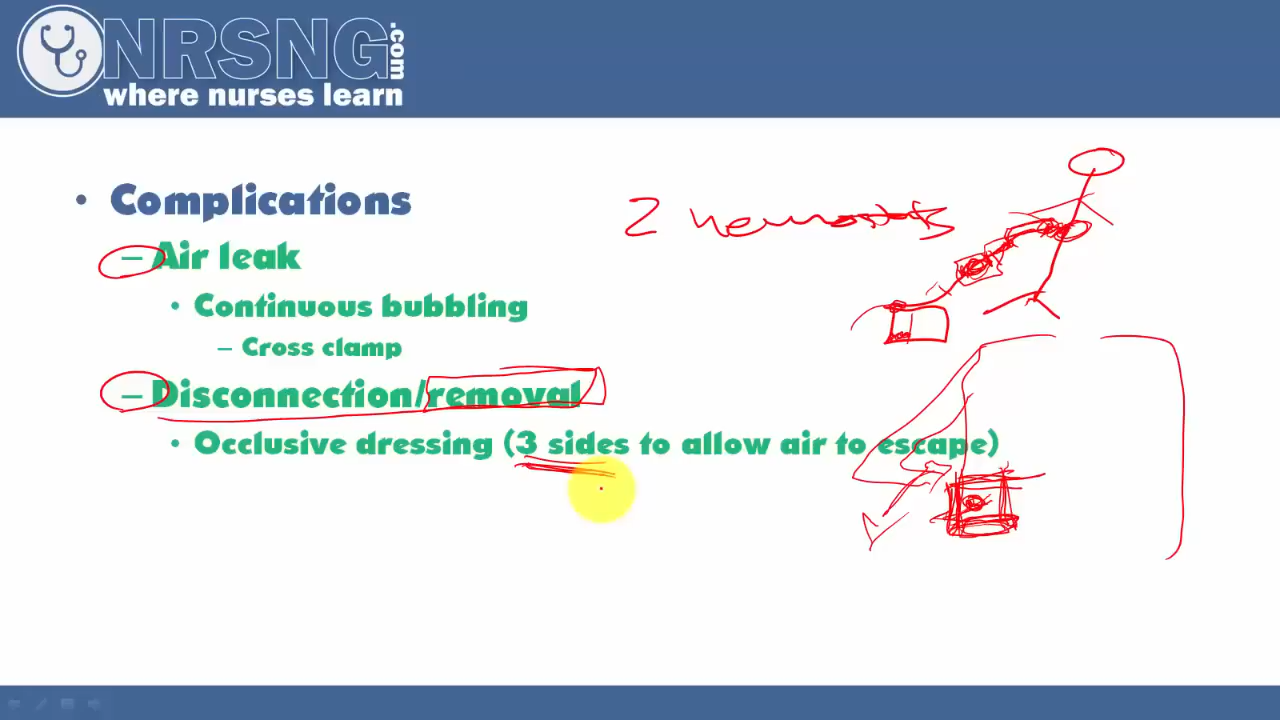 NRSNG.com
where nurses learn
• Complications
– Air leak
2 hemostats
• Continuous bubbling
– Cross clamp
– Disconnection/removal
• Occlusive dressing (3 sides to allow air to escape)